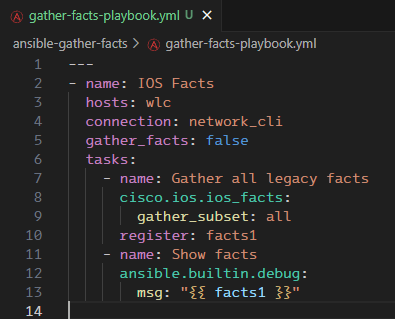 gather-facts-playbook.yml U ×
ansible-gather-facts > gather-facts-playbook.yml
1 ---
2 - name: IOS Facts
3   hosts: wlc
4   connection: network_cli
5   gather_facts: false
6   tasks:
7     - name: Gather all legacy facts
8       cisco.ios.ios_facts:
9         gather_subset: all
10       register: facts1
11     - name: Show facts
12       ansible.builtin.debug:
13         msg: "{{ facts1 }}"
14